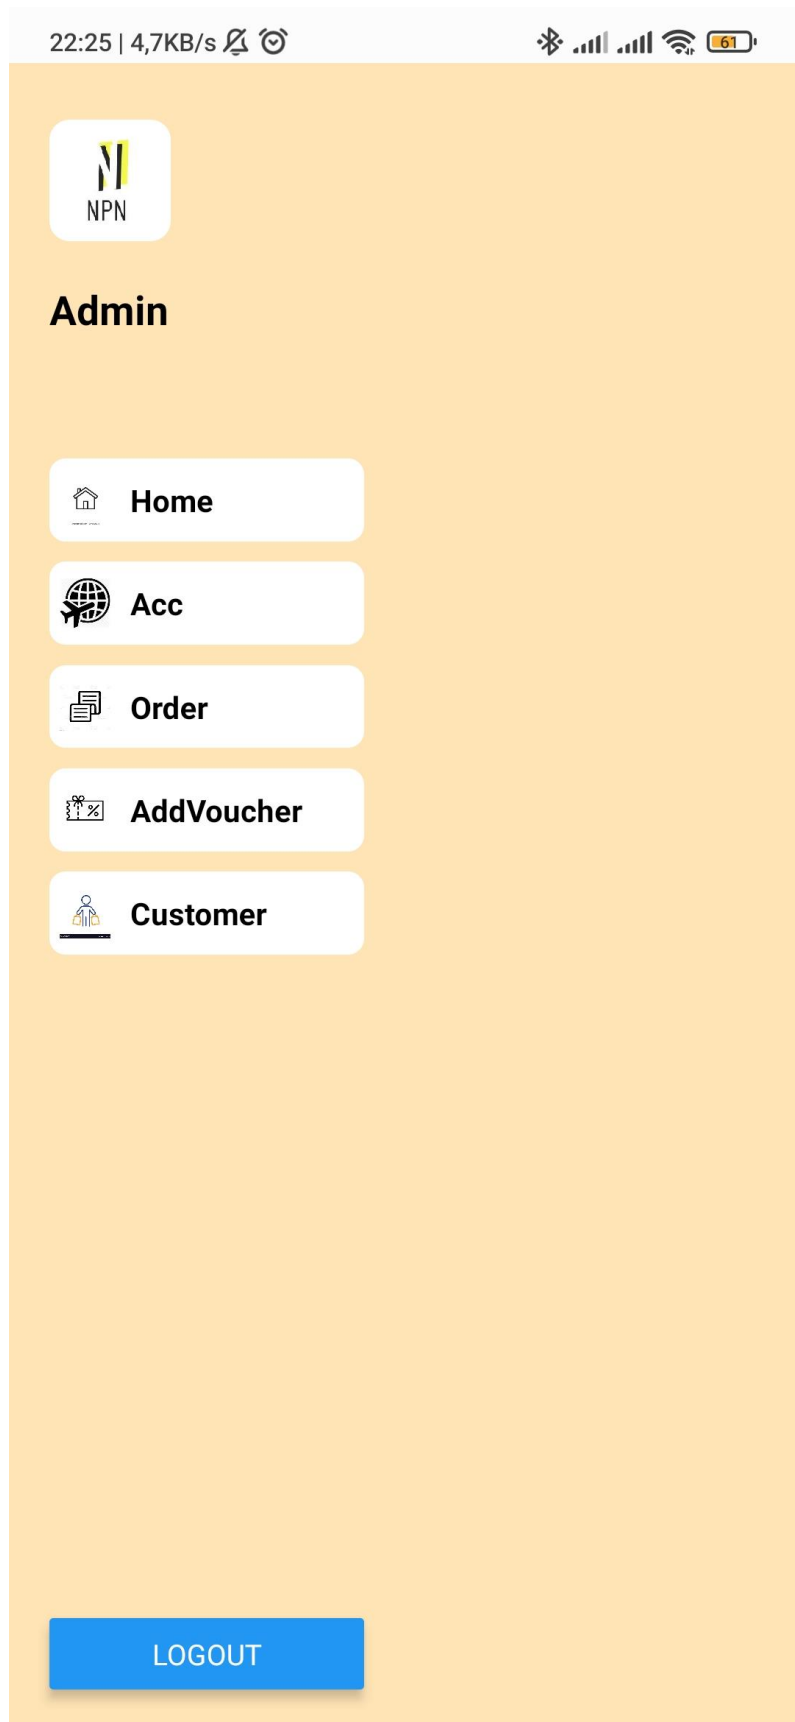 22:25 | 4,7KB/s
61
NPN
Admin
Home
Acc
Order
AddVoucher
Customer
LOGOUT